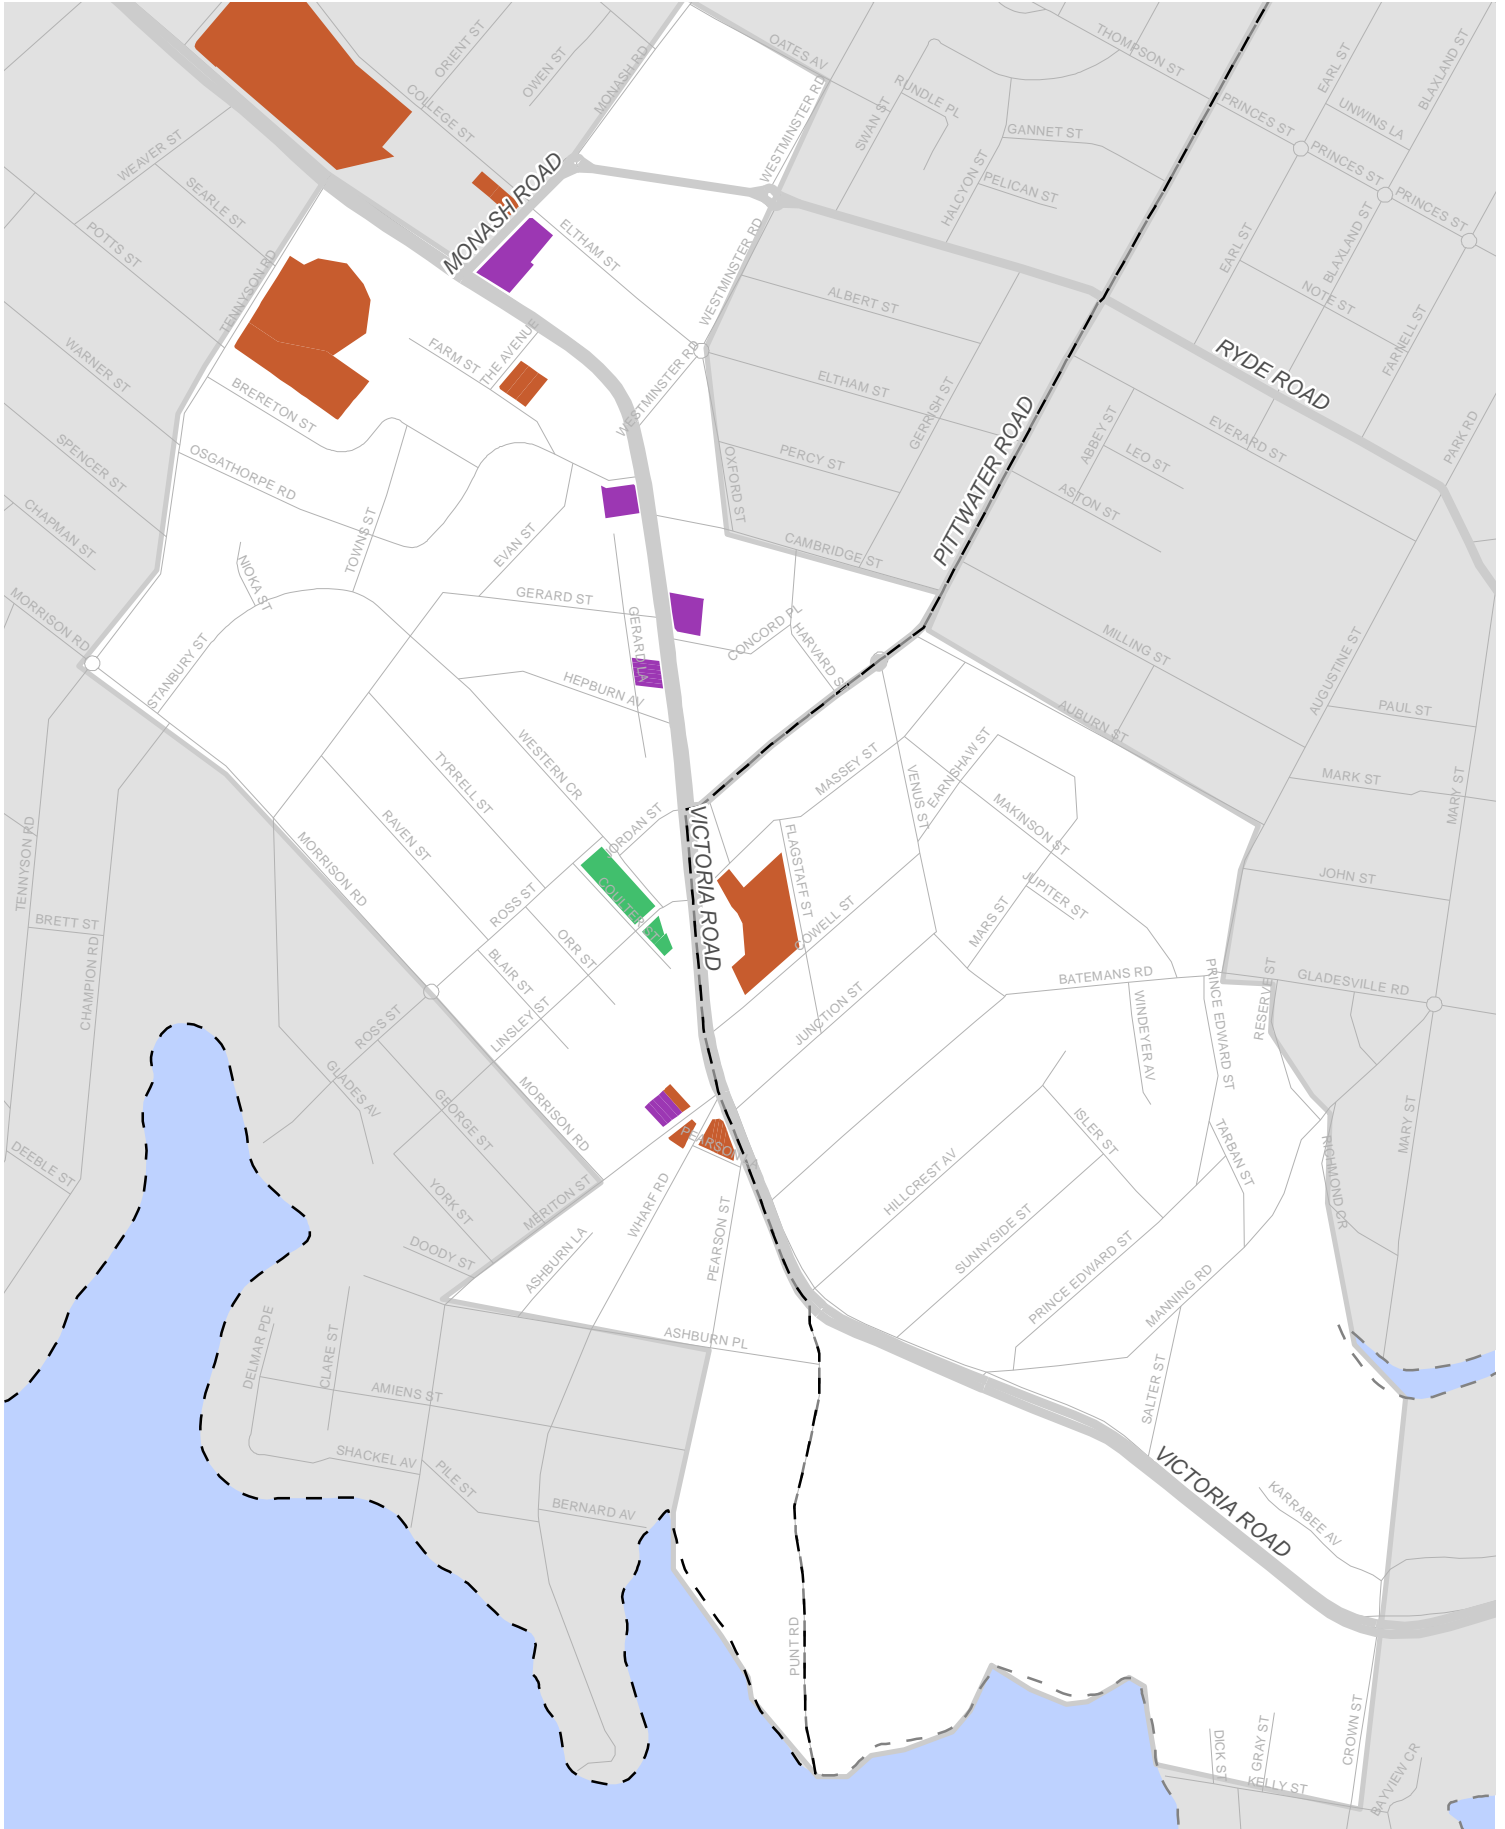 ORIENT ST
OATES AV
THOMPSON ST
EARL ST
BLAXLAND ST
OWEN ST
MONASH RD
COLLEGE ST
RUNDLE PL
SWAN ST
WESTMINSTER RD
PRINCES ST
UNWINS LA
GANNET ST
WEAVER ST
PRINCES ST
HALCYON ST
PELICAN ST
SEARLE ST
MONASH ROAD
PRINCES ST
POTTS ST
ELTHAM ST
EARL ST
BLAXLAND ST
TENNYSON RD
WESTMINSTER RD
ALBERT ST
NOTE ST
FARNELL ST
THE AVENUE
FARM ST
WARNER ST
RYDE ROAD
WESTMINSTER RD
ELTHAM ST
BRERETON ST
GERRISH ST
PITTWATER ROAD
ABBEY ST
EVERARD ST
PARK RD
SPENCER ST
OSGATHORPE RD
OXFORD ST
PERCY ST
LEO ST
ASTON ST
CHAPMAN ST
TOWNS ST
EVAN ST
CAMBRIDGE ST
NIOKA ST
GERARD ST
MORRISON RD
GERARD LA
CONCORD PL
HARVARD ST
MILLING ST
AUGUSTINE ST
STANBURY ST
HEPBURN AV
PAUL ST
AUBURN ST
WESTERN CR
TYRRELL ST
MASSEY ST
EARNSHAW ST
VENUS ST
MARK ST
MARY ST
RAVEN ST
JORDAN ST
VICTORIA ROAD
MAKINSON ST
TENNYSON RD
MORRISON RD
FLAGSTAFF ST
JUPITER ST
JOHN ST
COULTER ST
ROSS ST
COWELL ST
MARS ST
BRETT ST
CHAMPION RD
ORR ST
BLAIR ST
BATEMANS RD
PRINCE EDWARD ST
RESERVE ST
GLADESVILLE RD
LINSLEY ST
JUNCTION ST
WINDEYER AV
ROSS ST
GLADES AV
GEORGE ST
MORRISON RD
ISLER ST
TARBAN ST
MARY ST
DEEBLE ST
PEARSON LA
RICHMOND CR
YORK ST
MERITON ST
WHARF RD
HILLCREST AV
DOODY ST
ASHBURN LA
PEARSON ST
SUNNYSIDE ST
PRINCE EDWARD ST
MANNING RD
DELMAR PDE
CLARE ST
ASHBURN PL
AMIENS ST
SALTER ST
SHACKEL AV
PILE ST
BERNARD AV
VICTORIA ROAD
KARRABEE AV
PUNT RD
CROWN ST
DICK ST
GRAY ST
KELLY ST
BAYVIEW CR